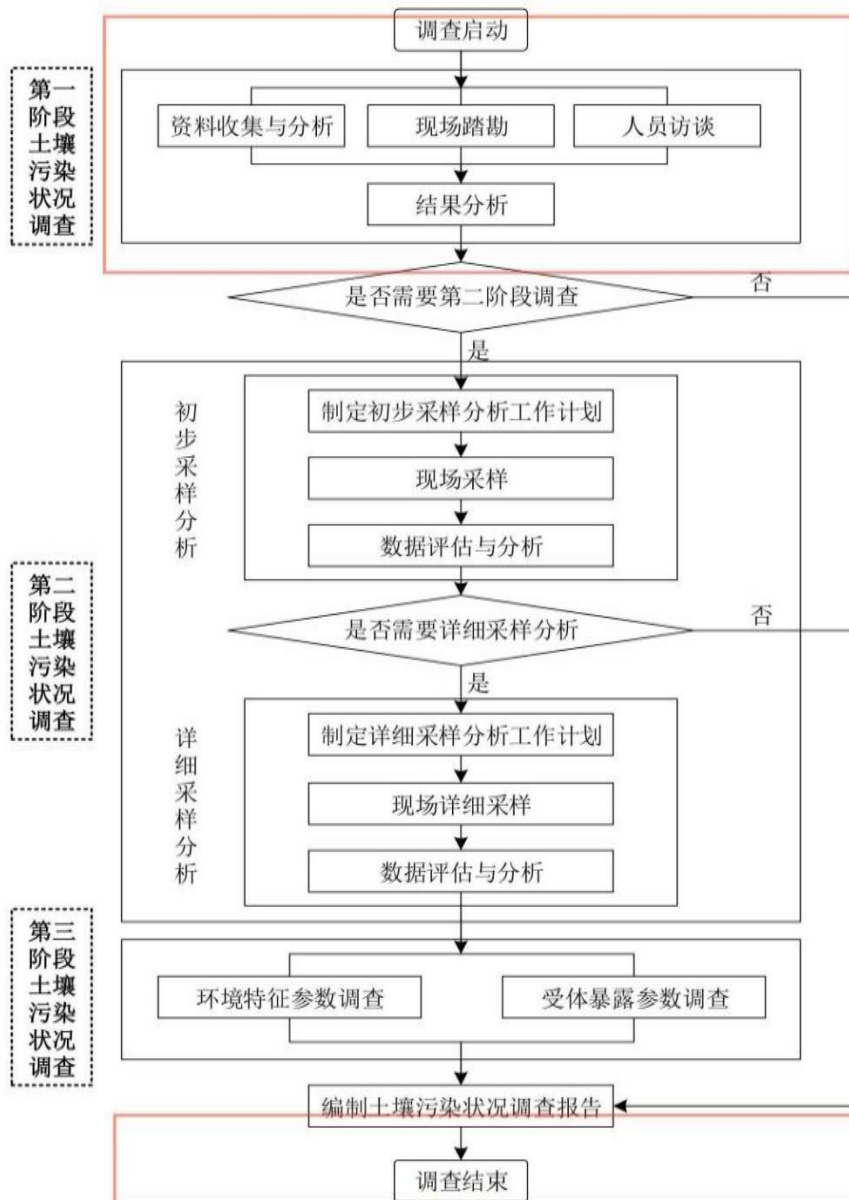 调查启动
第一
阶段
土壤
污染
状况
调查
资料收集与分析
现场踏勘
人员访谈
结果分析
是否需要第二阶段调查
否
是
初步采样分析
制定初步采样分析工作计划
现场采样
数据评估与分析
第二
阶段
土壤
污染
状况
调查
是否需要详细采样分析
否
是
详细采样分析
制定详细采样分析工作计划
现场详细采样
数据评估与分析
第三
阶段
土壤
污染
状况
调查
环境特征参数调查
受体暴露参数调查
编制土壤污染状况调查报告
调查结束